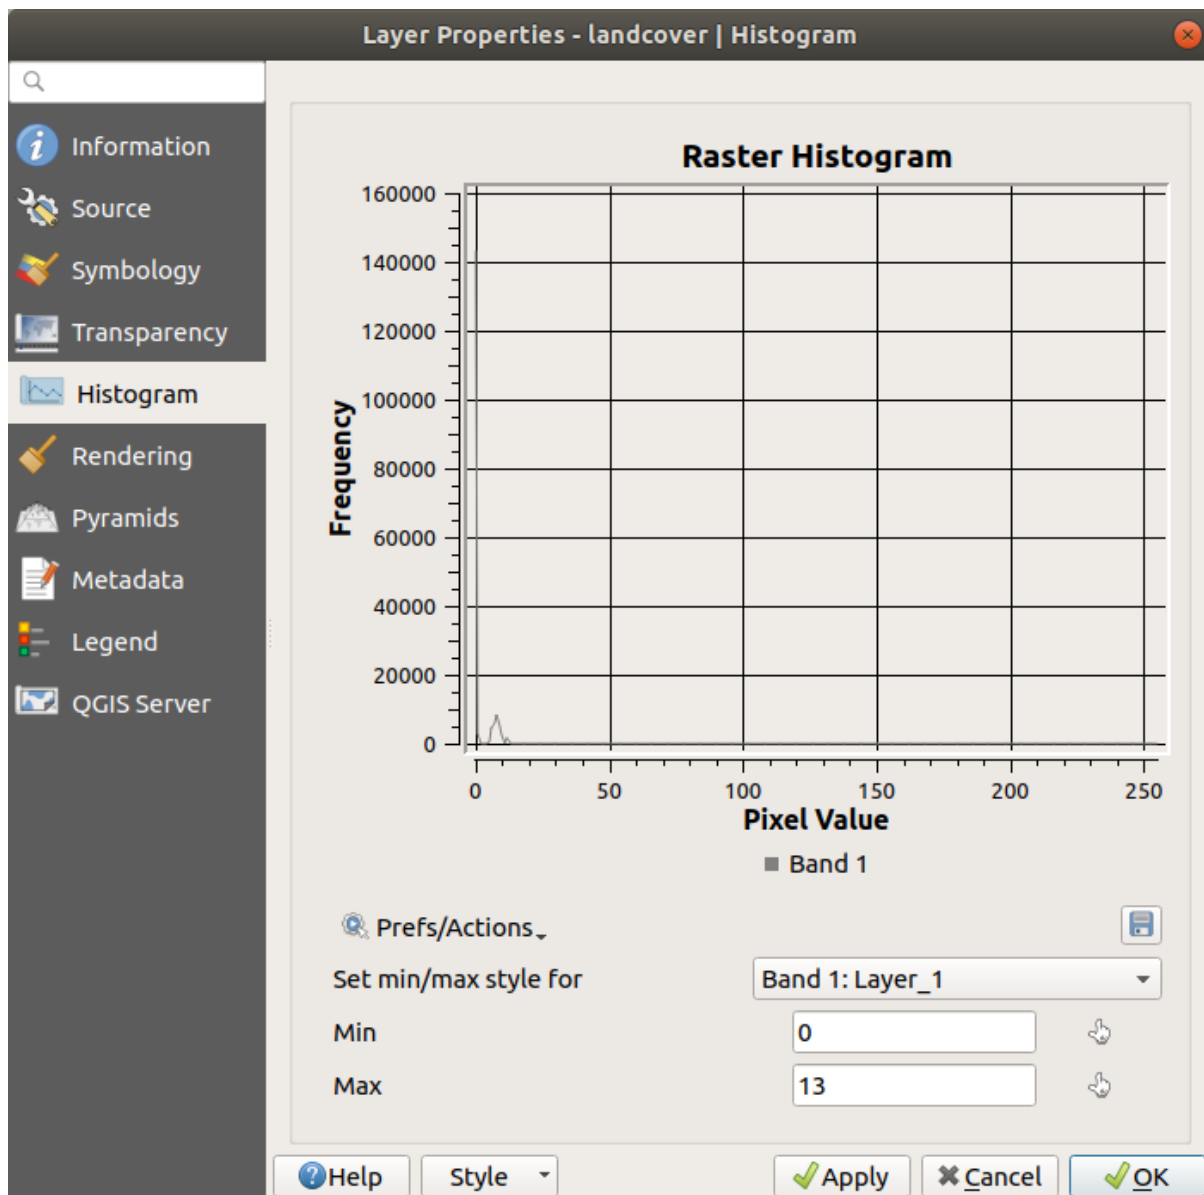 Layer Properties - landcover | Histogram
Information
Source
Symbology
Transparency
Histogram
Rendering
Pyramids
Metadata
Legend
QGIS Server
Raster Histogram
160000
140000
120000
100000
80000
60000
40000
20000
0
Frequency
0 50 100 150 200 250
Pixel Value
Band 1
Prefs/Actions
Set min/max style for Band 1: Layer_1
Min 0
Max 13
Help Style Apply Cancel OK